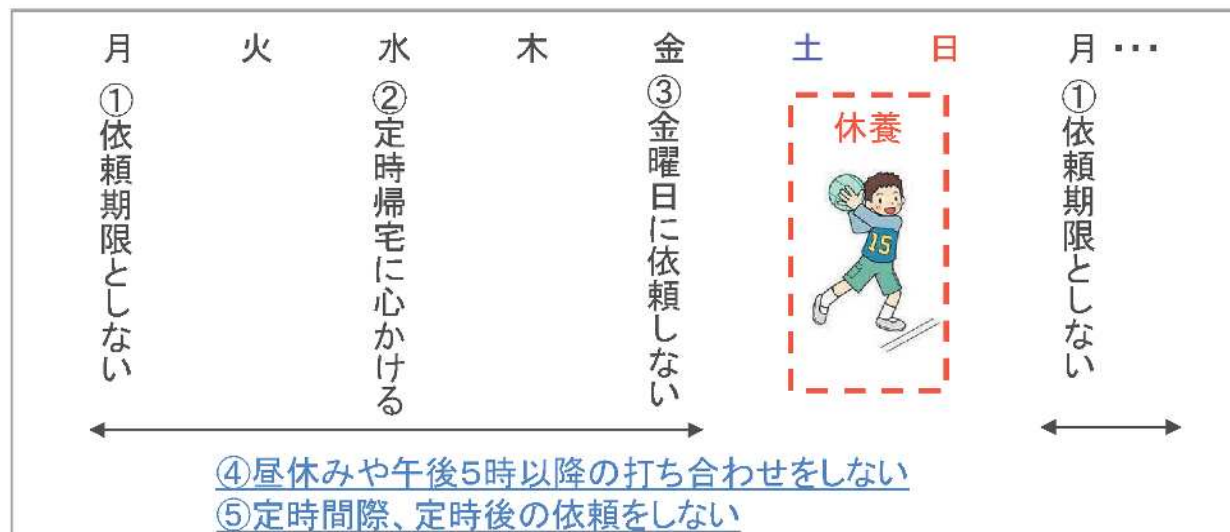 月 火 水 木 金 土 日 月 ・・・
①依頼期限としない
②定時帰宅に心かける
③金曜日に依頼しない
休養
15
①依頼期限としない
④昼休みや午後5時以降の打ち合わせをしない
⑤定時間際、定時後の依頼をしない